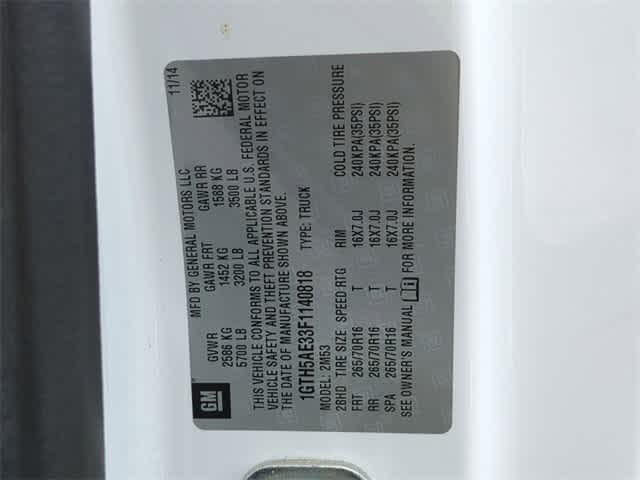 GM
MFD BY GENERAL MOTORS LLC 11/14
GVWR GAWR FRT GAWR RR
2586 KG 1452 KG 1588 KG
5700 LB 3200 LB 3500 LB
THIS VEHICLE CONFORMS TO ALL APPLICABLE U.S. FEDERAL MOTOR
VEHICLE SAFETY AND THEFT PREVENTION STANDARDS IN EFFECT ON
THE DATE OF MANUFACTURE SHOWN ABOVE.
1GTH5AE33F1140818 TYPE: TRUCK
MODEL: 2M53
2BHD TIRE SIZE SPEED RTG RIM COLD TIRE PRESSURE
FRT 265/70R16 T 16X7.0J 240KPA(35PSI)
RR 265/70R16 T 16X7.0J 240KPA(35PSI)
SPA 265/70R16 T 16X7.0J 240KPA(35PSI)
SEE OWNER'S MANUAL FOR MORE INFORMATION.